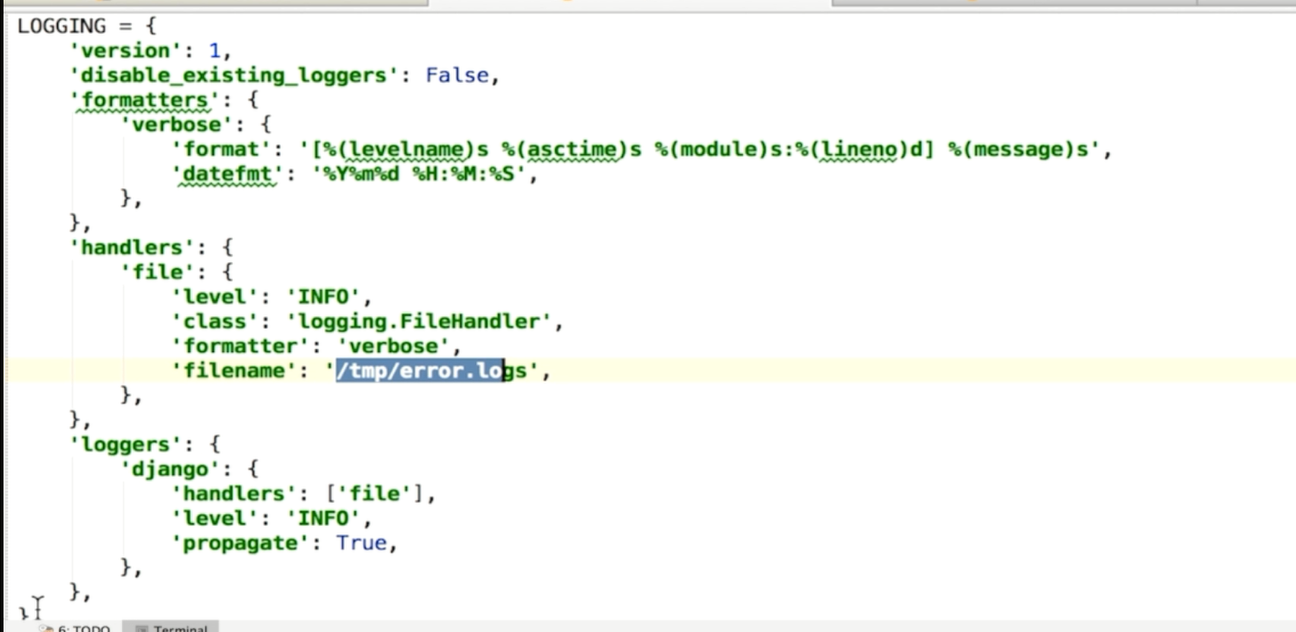 LOGGING = {
    'version': 1,
    'disable_existing_loggers': False,
    'formatters': {
        'verbose': {
            'format': '[%(levelname)s %(asctime)s %(module)s:%(lineno)d] %(message)s',
            'datefmt': '%Y%m%d %H:%M:%S',
        },
    },
    'handlers': {
        'file': {
            'level': 'INFO',
            'class': 'logging.FileHandler',
            'formatter': 'verbose',
            'filename': '/tmp/error.logs',
        },
    },
    'loggers': {
        'django': {
            'handlers': ['file'],
            'level': 'INFO',
            'propagate': True,
        },
    },
}
6: TODO Terminal